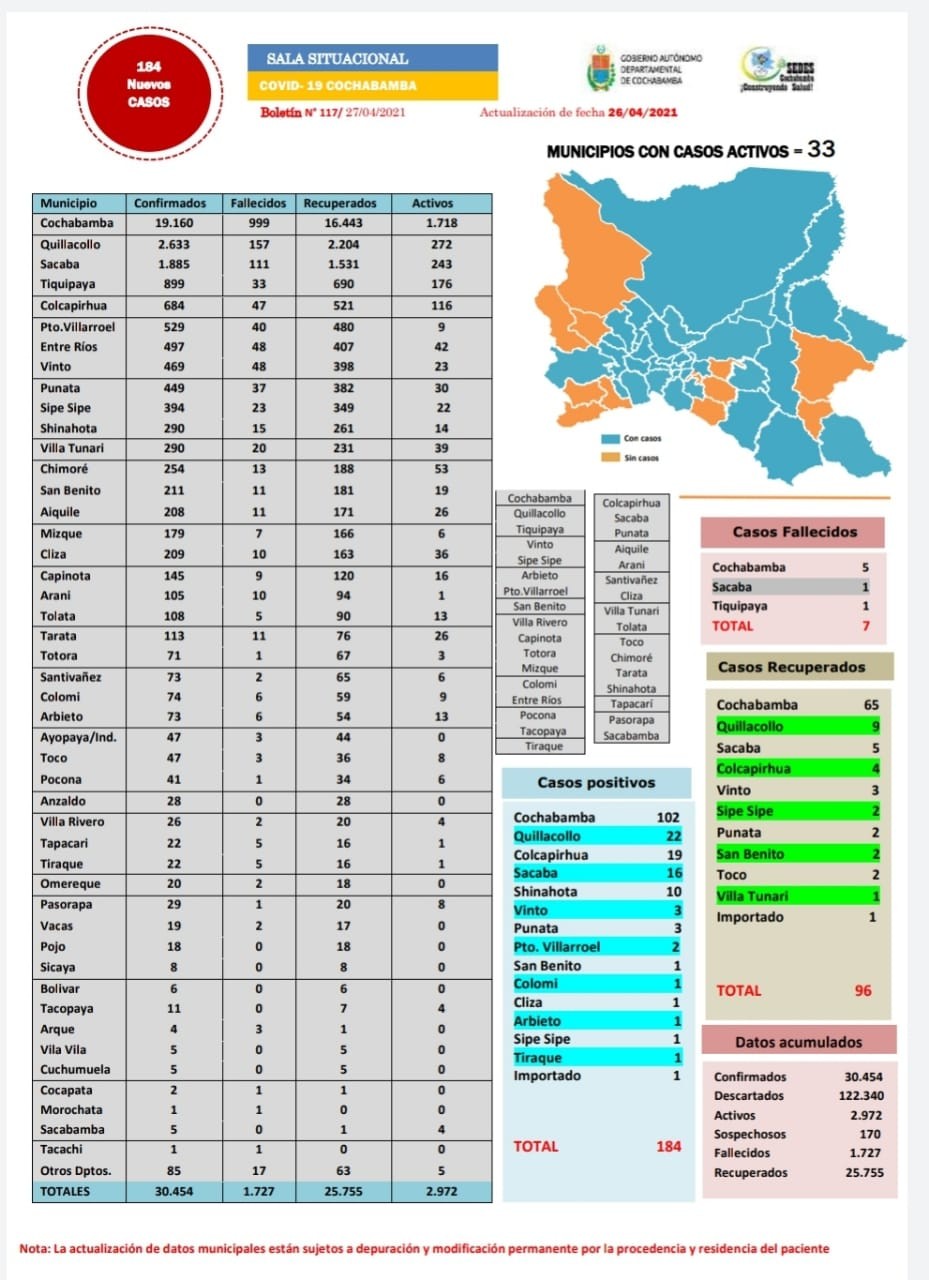 184
Nuevos
CASOS
SALA SITUACIONAL
COVID- 19 COCHABAMBA
Boletín N° 117/ 27/04/2021
Actualización de fecha 26/04/2021
GOBIERNO AUTÓNOMO
DEPARTAMENTAL
DE COCHABAMBA
SEDES
Cochabamba
¡Construyendo Salud!
MUNICIPIOS CON CASOS ACTIVOS = 33
Municipio Confirmados Fallecidos Recuperados Activos
Cochabamba 19.160 999 16.443 1.718
Quillacollo 2.633 157 2.204 272
Sacaba 1.885 111 1.531 243
Tiquipaya 899 33 690 176
Colcapirhua 684 47 521 116
Pto.Villarroel 529 40 480 9
Entre Ríos 497 48 407 42
Vinto 469 48 398 23
Punata 449 37 382 30
Sipe Sipe 394 23 349 22
Shinahota 290 15 261 14
Villa Tunari 290 20 231 39
Chimoré 254 13 188 53
San Benito 211 11 181 19
Aiquile 208 11 171 26
Mizque 179 7 166 6
Cliza 209 10 163 36
Capinota 145 9 120 16
Arani 105 10 94 1
Tolata 108 5 90 13
Tarata 113 11 76 26
Totora 71 1 67 3
Santivañez 73 2 65 6
Colomi 74 6 59 9
Arbieto 73 6 54 13
Ayopaya/Ind. 47 3 44 0
Toco 47 3 36 8
Pocona 41 1 34 6
Anzaldo 28 0 28 0
Villa Rivero 26 2 20 4
Tapacari 22 5 16 1
Tiraque 22 5 16 1
Omereque 20 2 18 0
Pasorapa 29 1 20 8
Vacas 19 2 17 0
Pojo 18 0 18 0
Sicaya 8 0 8 0
Bolivar 6 0 6 0
Tacopaya 11 0 7 4
Arque 4 3 1 0
Vila Vila 5 0 5 0
Cuchumuela 5 0 5 0
Cocapata 2 1 1 0
Morochata 1 1 0 0
Sacabamba 5 0 1 4
Tacachi 1 1 0 0
Otros Dptos. 85 17 63 5
TOTALES 30.454 1.727 25.755 2.972
Con casos
Sin casos
Cochabamba
Quillacollo
Tiquipaya
Vinto
Sipe Sipe
Arbieto
Pto.Villarroel
San Benito
Villa Rivero
Capinota
Totora
Mizque
Colomi
Entre Ríos
Pocona
Tacopaya
Tiraque
Colcapirhua
Sacaba
Punata
Aiquile
Arani
Santivañez
Cliza
Villa Tunari
Tolata
Toco
Chimoré
Tarata
Shinahota
Tapacarí
Pasorapa
Sacabamba
Casos positivos
Cochabamba 102
Quillacollo 22
Colcapirhua 19
Sacaba 16
Shinahota 10
Vinto 3
Punata 3
Pto. Villarroel 2
San Benito 1
Colomi 1
Cliza 1
Arbieto 1
Sipe Sipe 1
Tiraque 1
Importado 1
TOTAL 184
Casos Fallecidos
Cochabamba 5
Sacaba 1
Tiquipaya 1
TOTAL 7
Casos Recuperados
Cochabamba 65
Quillacollo 9
Sacaba 5
Colcapirhua 4
Vinto 3
Sipe Sipe 2
Punata 2
San Benito 2
Toco 2
Villa Tunari 1
Importado 1
TOTAL 96
Datos acumulados
Confirmados 30.454
Descartados 122.340
Activos 2.972
Sospechosos 170
Fallecidos 1.727
Recuperados 25.755
Nota: La actualización de datos municipales están sujetos a depuración y modificación permanente por la procedencia y residencia del paciente